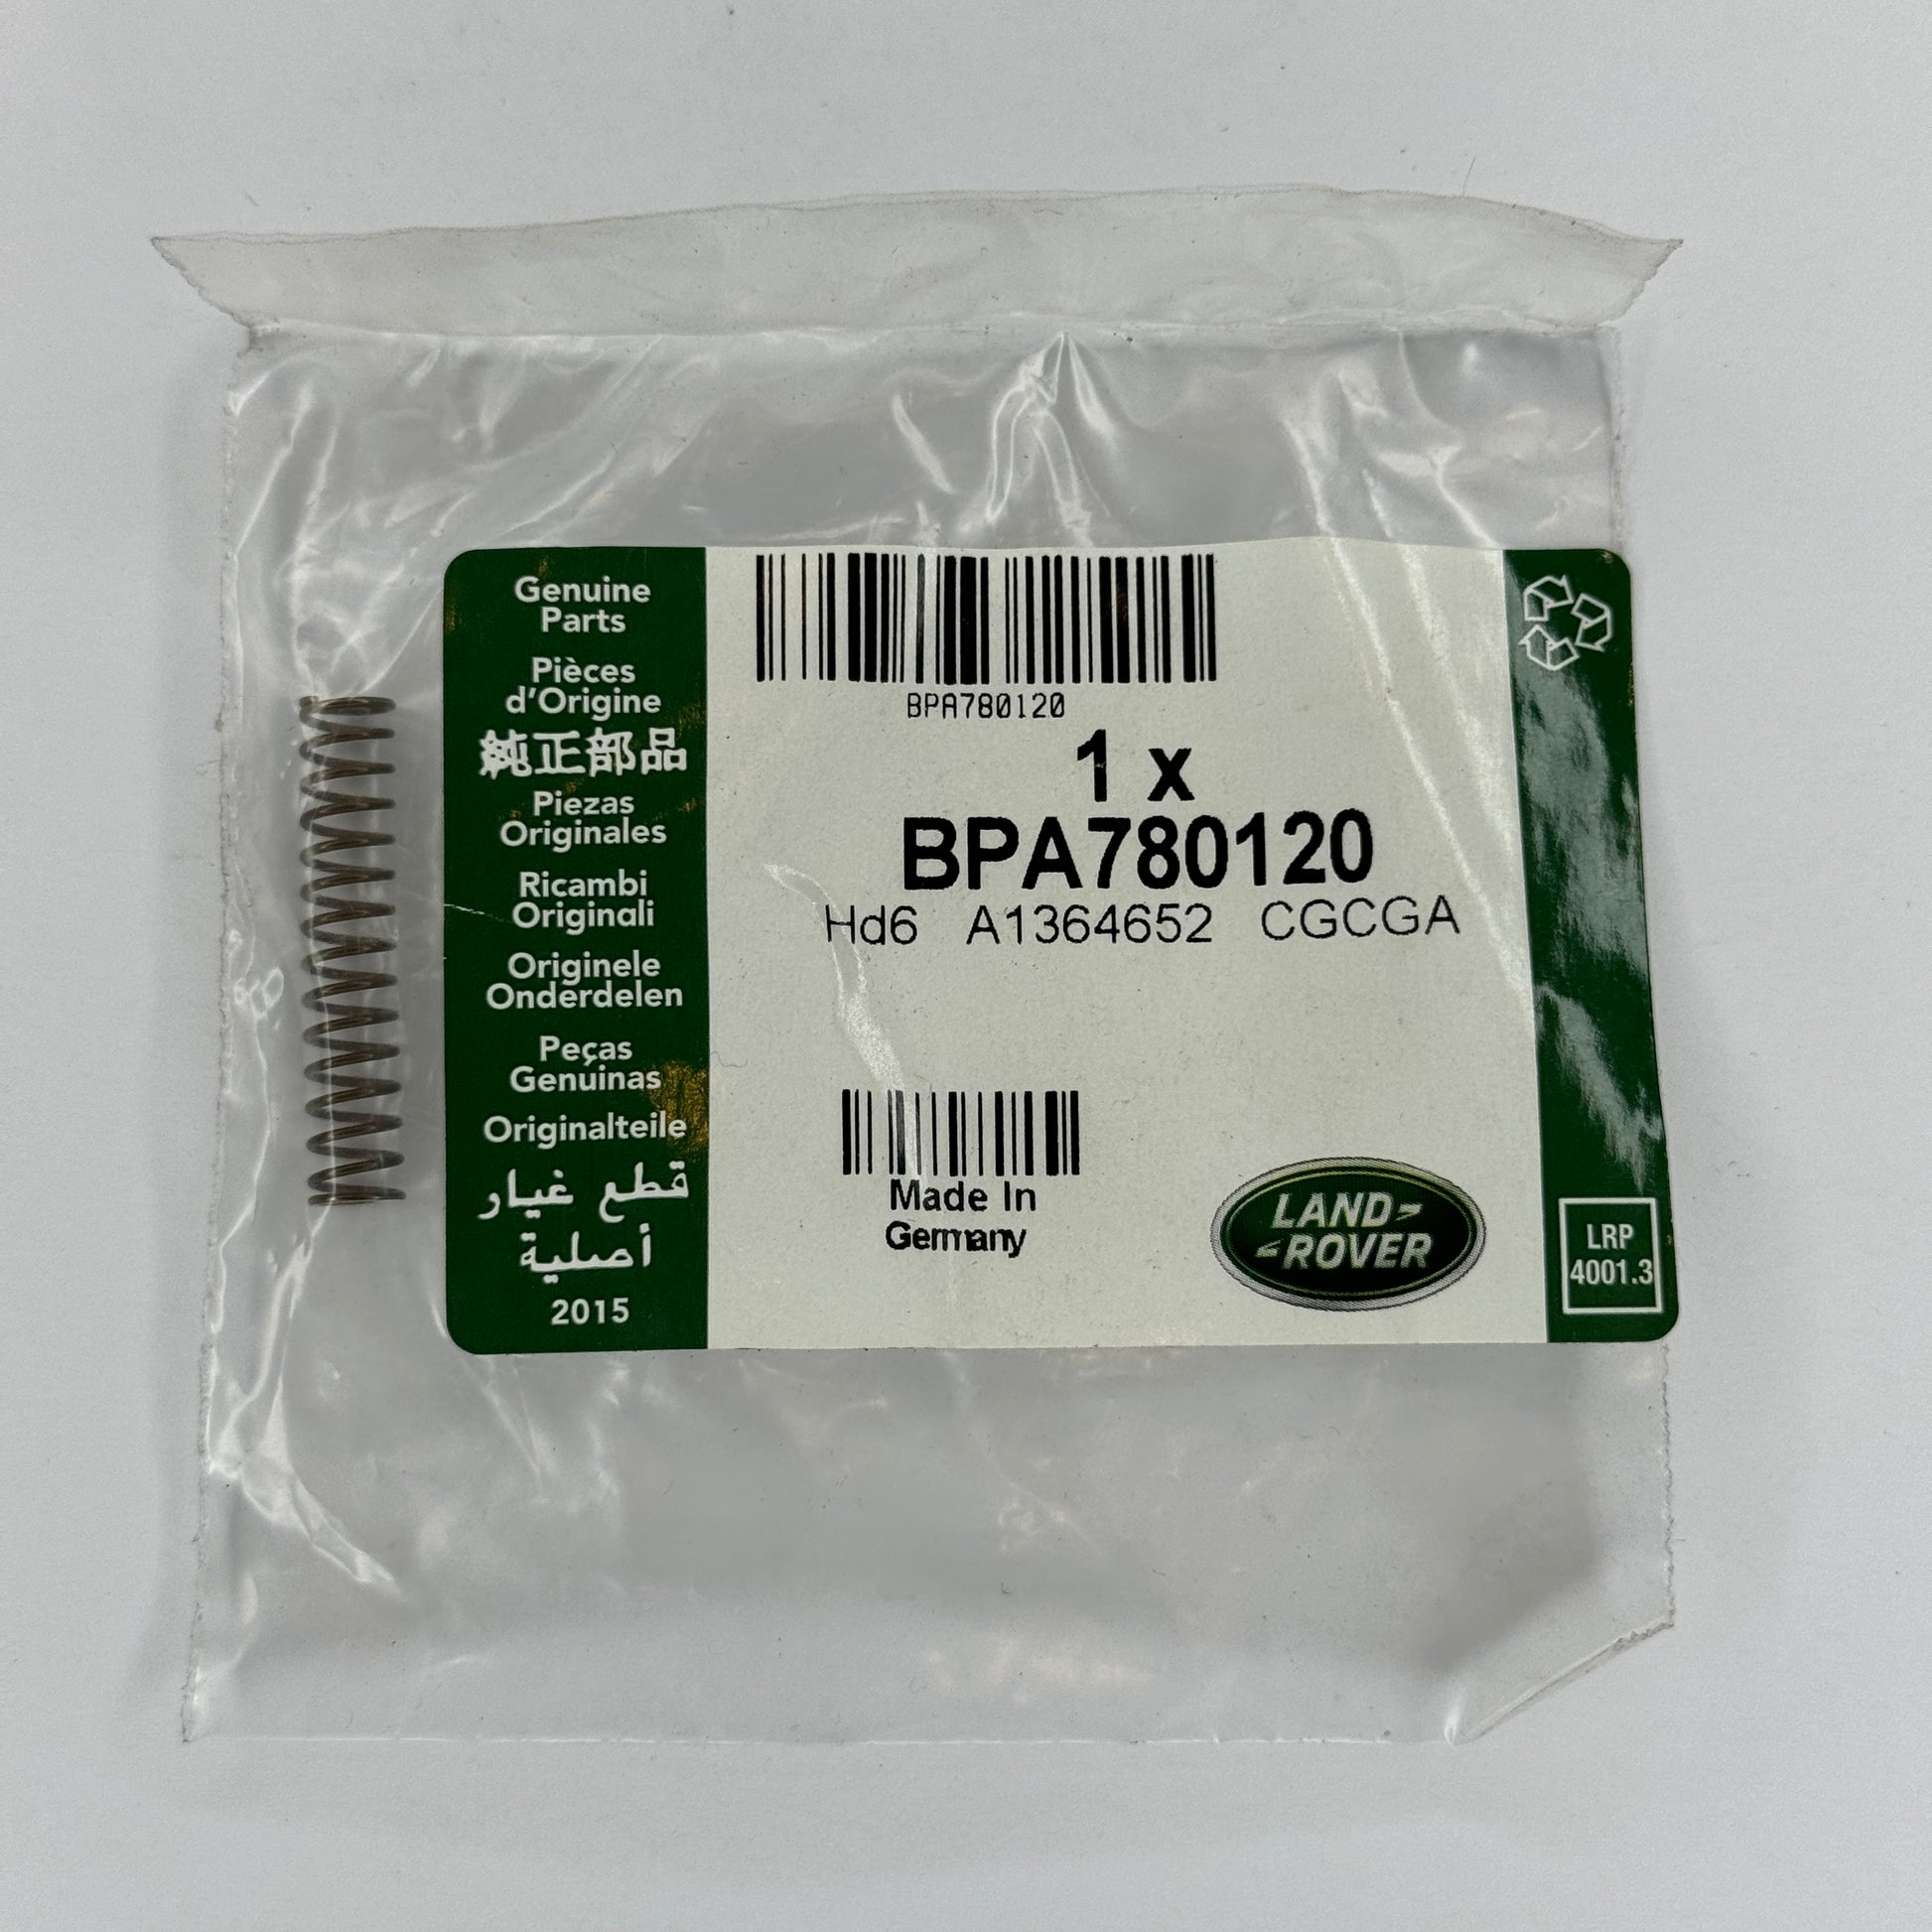 Genuine
Parts
Pièces
d'Origine
純正部品
Piezas
Originales
Ricambi
Originali
Originele
Onderdelen
Peças
Genuinas
Originalteile
قطع غيار
أصلية
2015
BPA780120
1 x
BPA780120
Hd6 A1364652 CGCGA
Made In
Germany
LAND
ROVER
LRP
4001.3